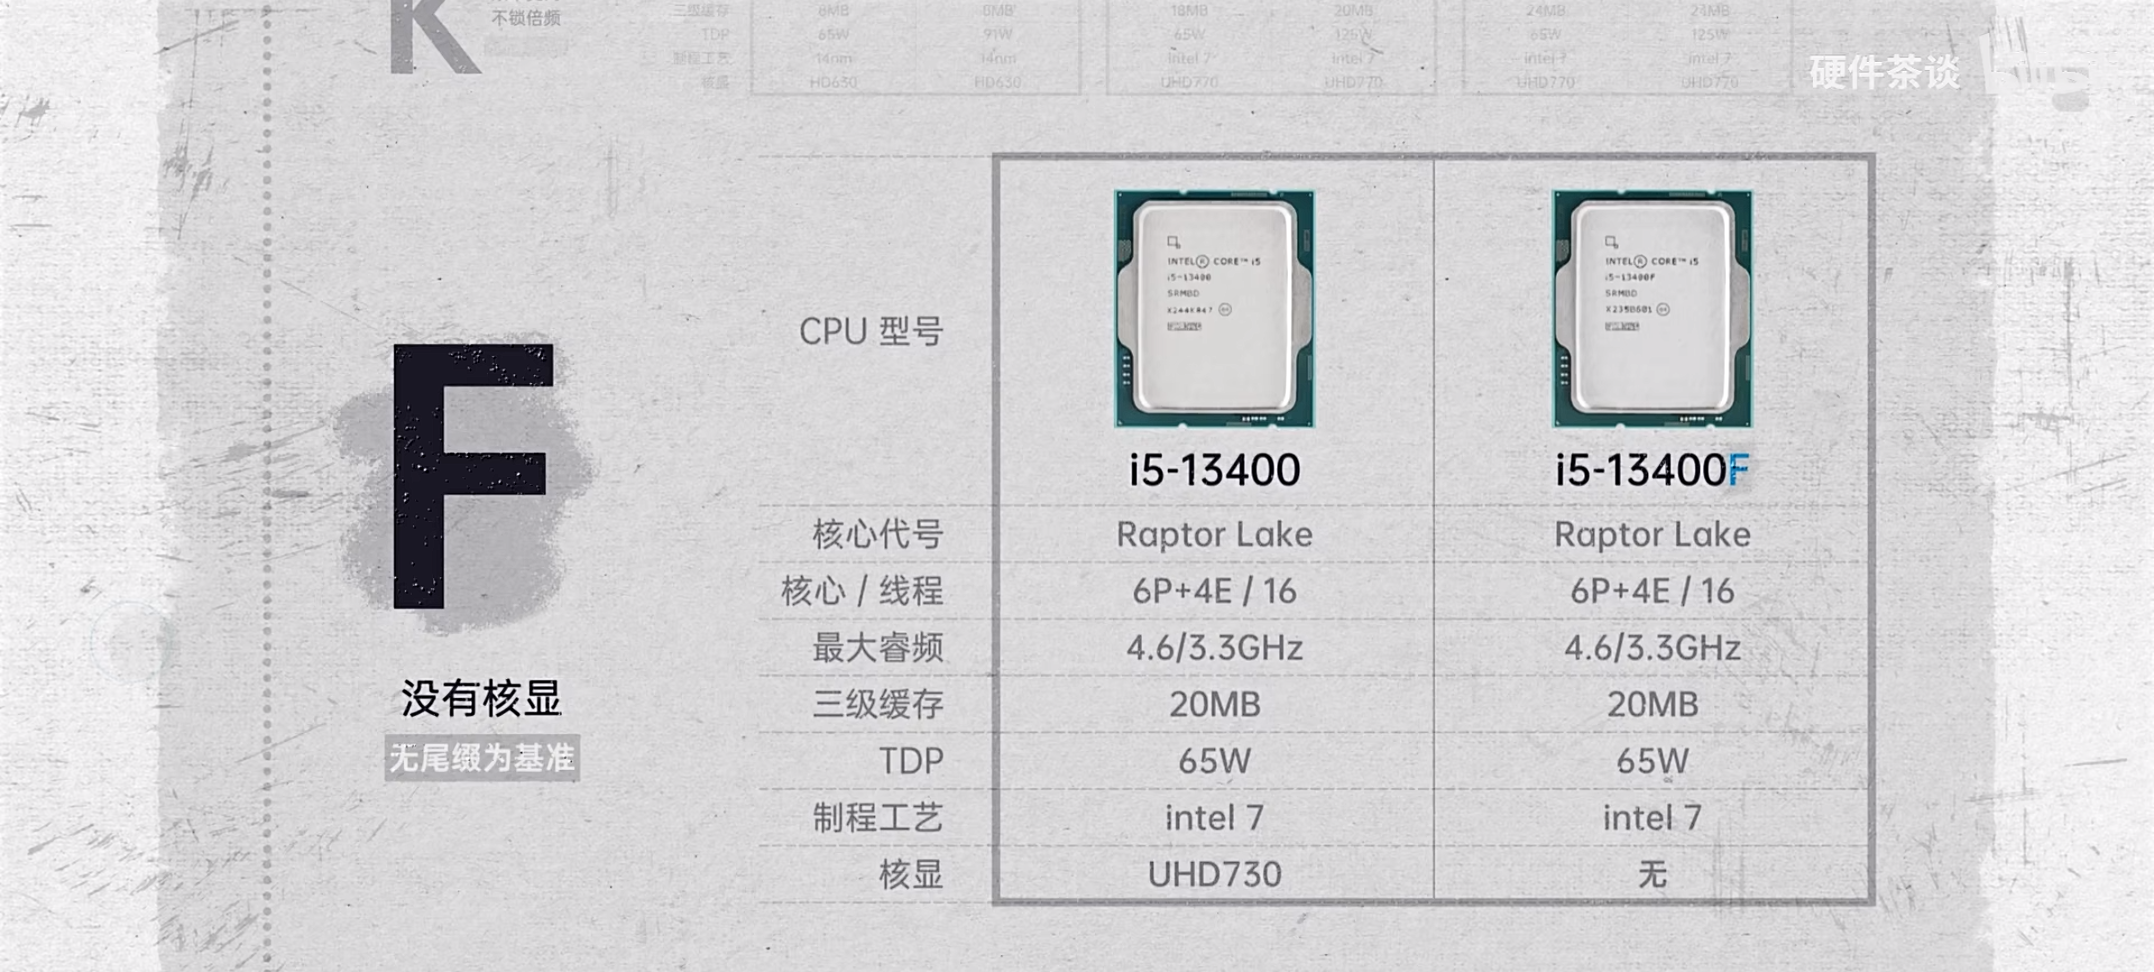 K
不锁倍频
三级缓存 8MB 8MB 18MB 20MB 24MB 24MB
TDP 65W 91W 65W 125W 65W 125W
制程工艺 14nm 14nm intel 7 intel 7 intel 7 intel 7
核显 HD630 HD630 UHD770 UHD770 UHD770 UHD770
硬件茶谈
F
没有核显
无尾缀为基准
CPU 型号
INTEL® CORE™ i5
i5-13400
SRMBD
INTEL® CORE™ i5
i5-13400F
SRMBD
i5-13400 i5-13400F
核心代号 Raptor Lake Raptor Lake
核心 / 线程 6P+4E / 16 6P+4E / 16
最大睿频 4.6/3.3GHz 4.6/3.3GHz
三级缓存 20MB 20MB
TDP 65W 65W
制程工艺 intel 7 intel 7
核显 UHD730 无